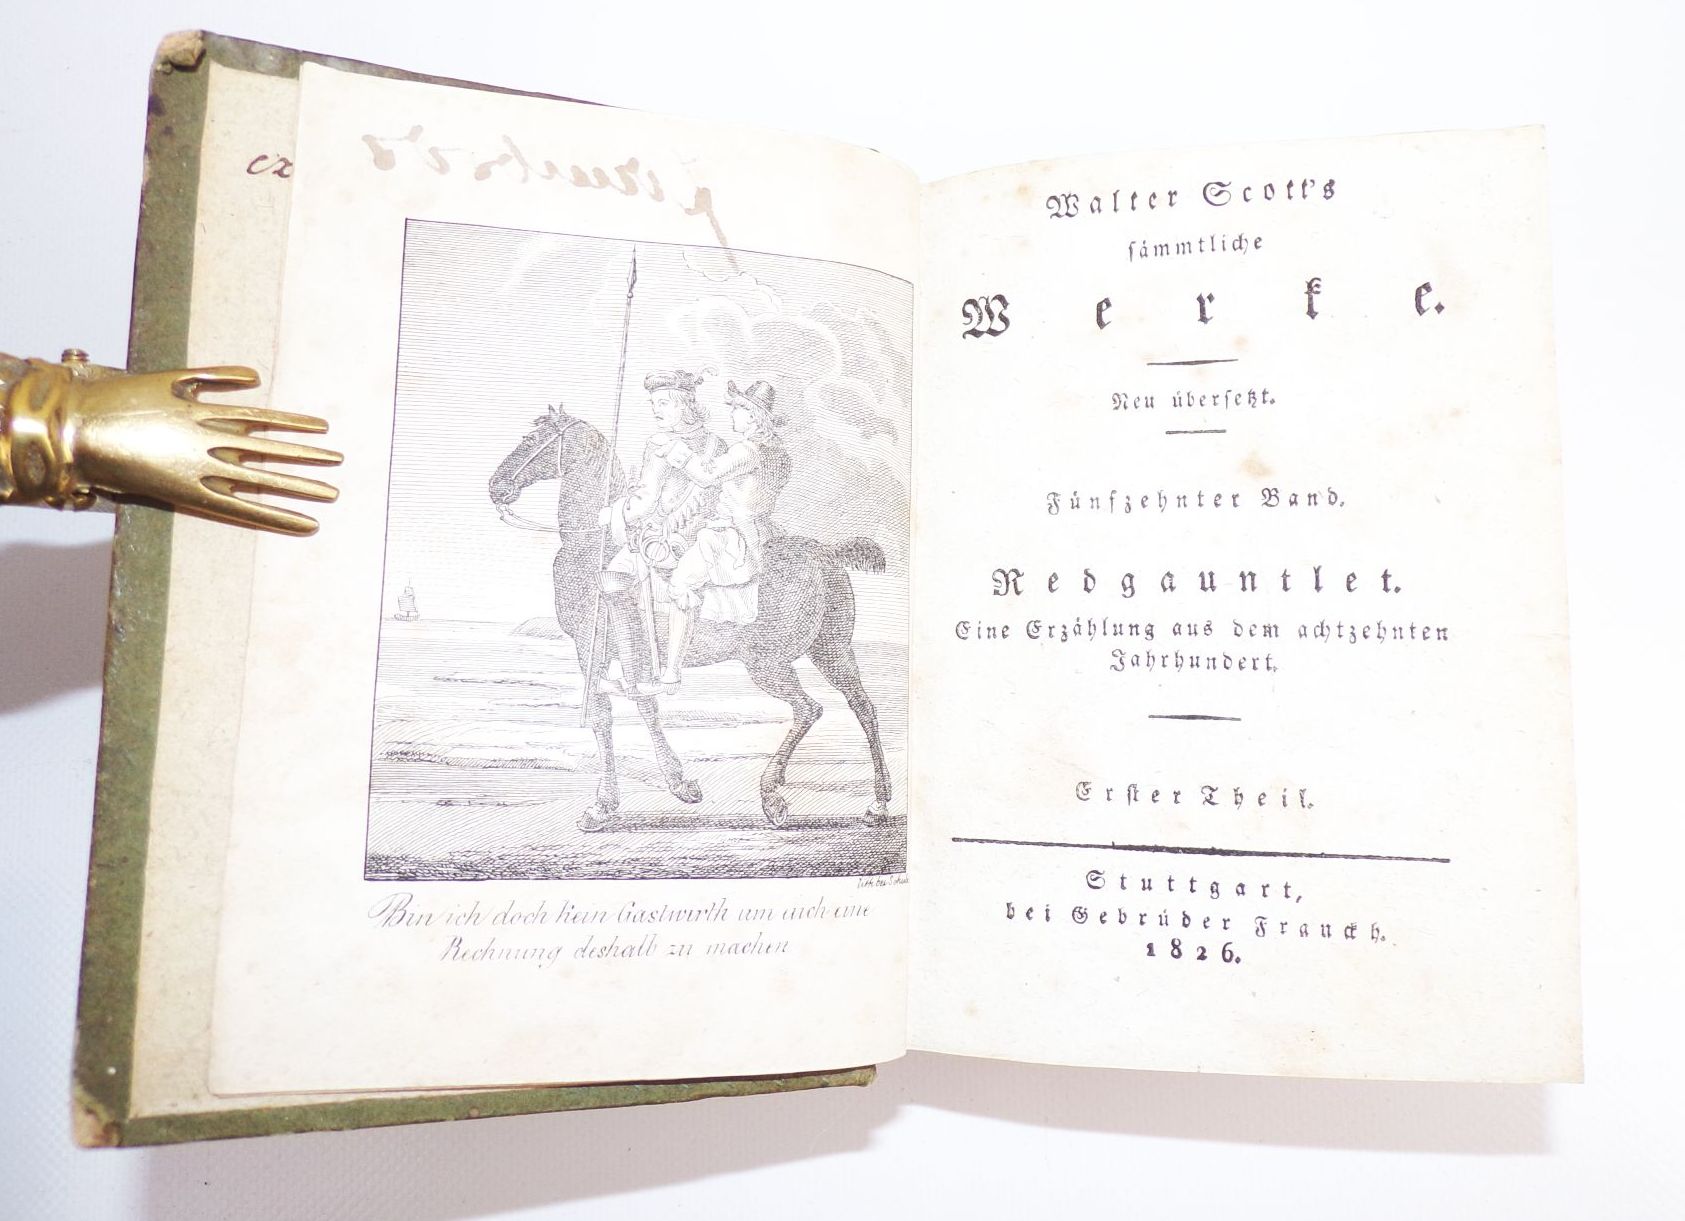 ex
Bin ich doch kein Gastwirth um euch eine
Rechnung deshalb zu machen
Walter Scott's
ſämmtliche
Werke.
Neu überſetzt.
Fünfzehnter Band.
Redgauntlet.
Eine Erzählung aus dem achtzehnten
Jahrhundert.
Erſter Theil.
Stuttgart,
bei Gebrüder Franckh.
1826.